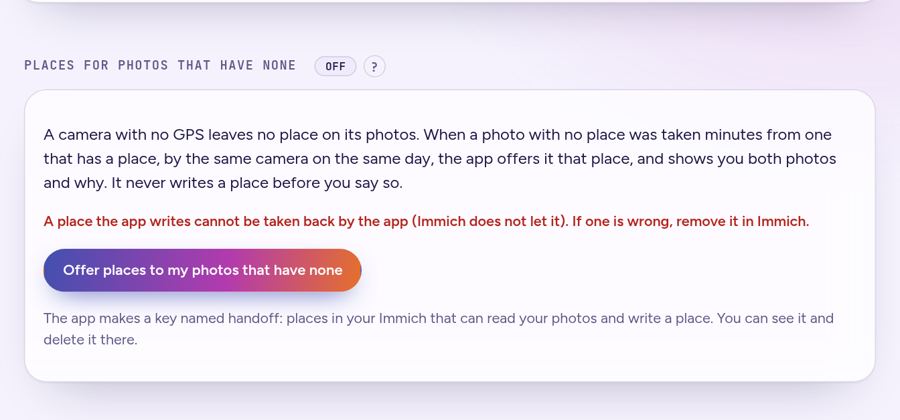 PLACES FOR PHOTOS THAT HAVE NONE OFF ?
A camera with no GPS leaves no place on its photos. When a photo with no place was taken minutes from one
that has a place, by the same camera on the same day, the app offers it that place, and shows you both photos
and why. It never writes a place before you say so.
A place the app writes cannot be taken back by the app (Immich does not let it). If one is wrong, remove it in Immich.
Offer places to my photos that have none
The app makes a key named handoff: places in your Immich that can read your photos and write a place. You can see it and
delete it there.